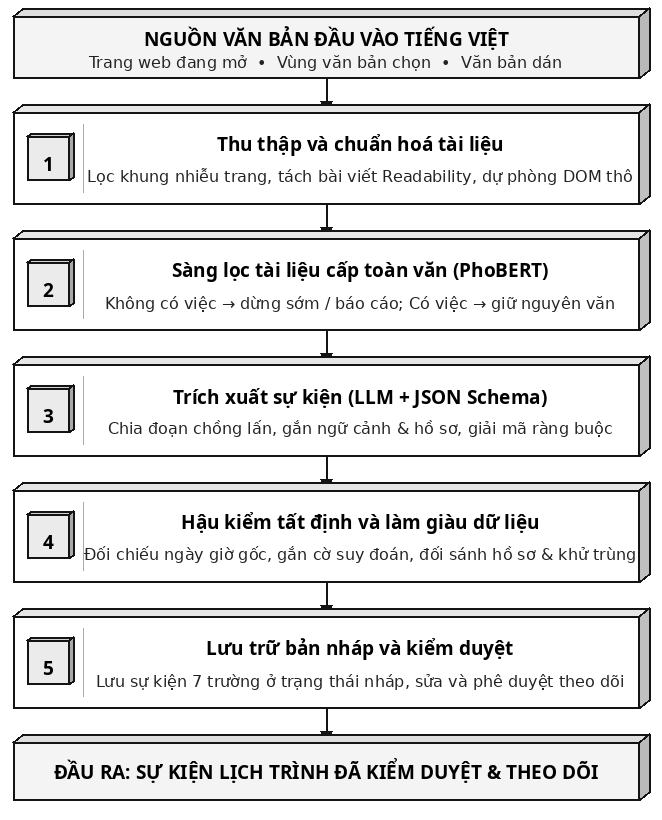 NGUỒN VĂN BẢN ĐẦU VÀO TIẾNG VIỆT
Trang web đang mở • Vùng văn bản chọn • Văn bản dán
1
Thu thập và chuẩn hoá tài liệu
Lọc khung nhiễu trang, tách bài viết Readability, dự phòng DOM thô
2
Sàng lọc tài liệu cấp toàn văn (PhoBERT)
Không có việc → dừng sớm / báo cáo; Có việc → giữ nguyên văn
3
Trích xuất sự kiện (LLM + JSON Schema)
Chia đoạn chồng lấn, gắn ngữ cảnh & hồ sơ, giải mã ràng buộc
4
Hậu kiểm tất định và làm giàu dữ liệu
Đối chiếu ngày giờ gốc, gắn cờ suy đoán, đối sánh hồ sơ & khử trùng
5
Lưu trữ bản nháp và kiểm duyệt
Lưu sự kiện 7 trường ở trạng thái nháp, sửa và phê duyệt theo dõi
ĐẦU RA: SỰ KIỆN LỊCH TRÌNH ĐÃ KIỂM DUYỆT & THEO DÕI